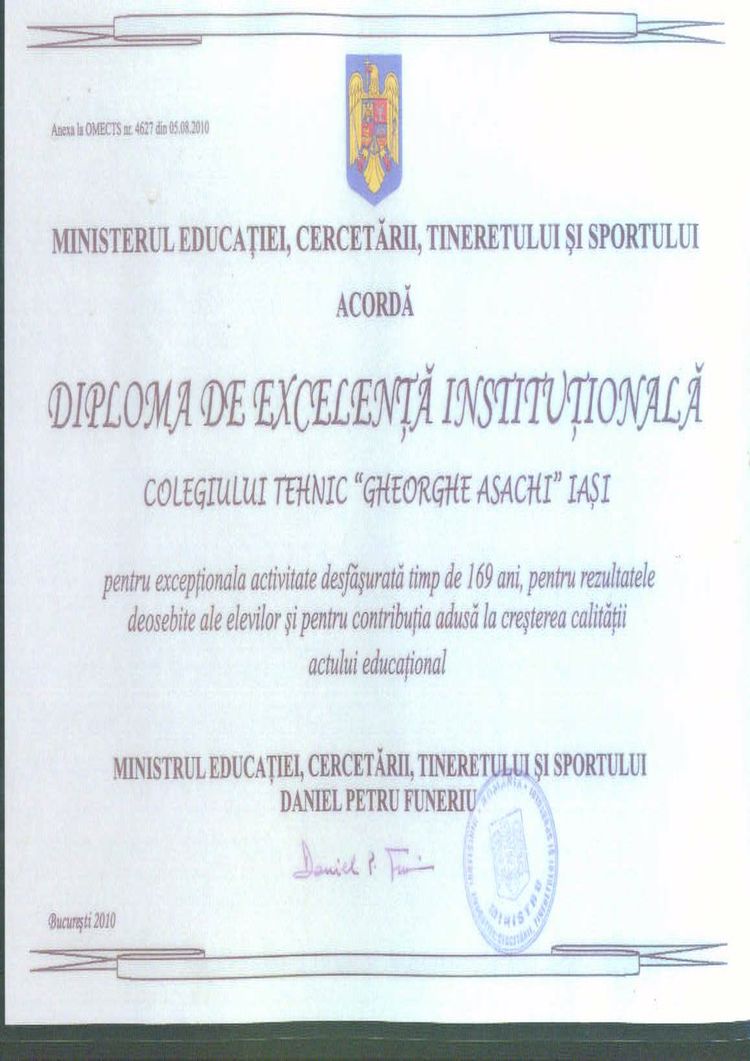 Anexa la OMECTS nr. 4627 din 05.08.2010
MINISTERUL EDUCAȚIEI, CERCETĂRII, TINERETULUI ȘI SPORTULUI
ACORDĂ
DIPLOMA DE EXCELENȚĂ INSTITUȚIONALĂ
COLEGIULUI TEHNIC “GHEORGHE ASACHI” IAȘI
pentru excepționala activitate desfășurată timp de 169 ani, pentru rezultatele
deosebite ale elevilor și pentru contribuția adusă la creșterea calității
actului educațional
MINISTRUL EDUCAȚIEI, CERCETĂRII, TINERETULUI ȘI SPORTULUI
DANIEL PETRU FUNERIU
Daniel P.
ROMANIA
MINISTRU
București 2010